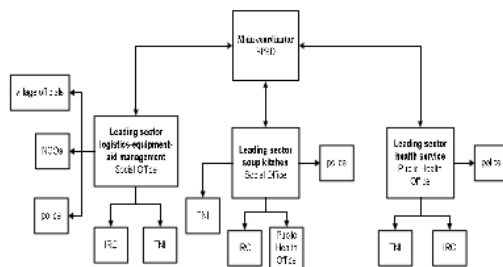 Main coordinator
BPBD
village officials
NGOs
police
Leading sector
logistics-equipment-
aid management
Social Office
IRC
TNI
Leading sector
soup kitchen
Social Office
police
TNI
IRC
Public
Health
Office
Leading sector
health service
Public Health
Office
police
TNI
IRC